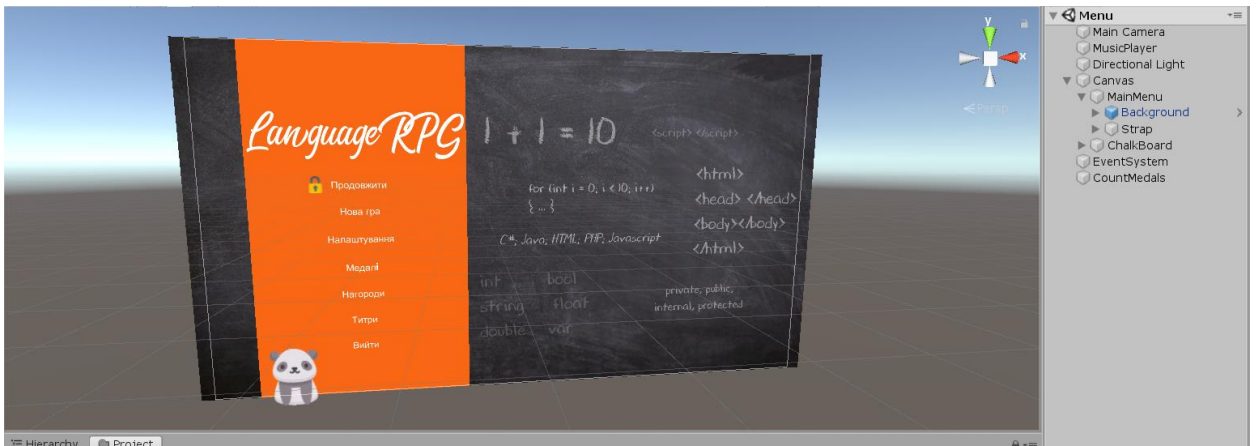 Language RPG
Продовжити
Нова гра
Налаштування
Медалі
Нагороди
Титри
Вийти
1 + 1 = 10
<script> </script>
for (int i = 0; i < 10; i++)
{ ... }
C#, Java, HTML, PHP, Javascript
<html>
<head> </head>
<body></body>
</html>
int bool
string float
double var
private, public,
internal, protected
y
x
Persp
Menu
Main Camera
MusicPlayer
Directional Light
Canvas
MainMenu
Background
Strap
ChalkBoard
EventSystem
CountMedals
Hierarchy Project